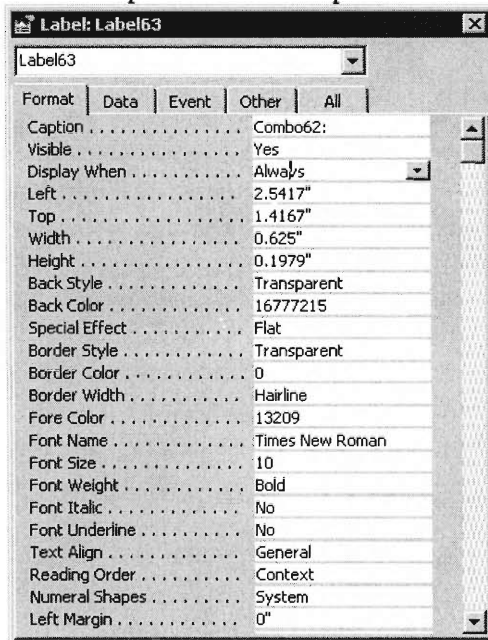 Label: Label63
Label63
Format Data Event Other All
Caption . . . . . . . . . . . . . . . Combo62:
Visible . . . . . . . . . . . . . . . . Yes
Display When . . . . . . . . . . Always
Left . . . . . . . . . . . . . . . . . . 2.5417"
Top . . . . . . . . . . . . . . . . . . 1.4167"
Width . . . . . . . . . . . . . . . . 0.625"
Height . . . . . . . . . . . . . . . 0.1979"
Back Style . . . . . . . . . . . . Transparent
Back Color . . . . . . . . . . . . 16777215
Special Effect . . . . . . . . . . Flat
Border Style . . . . . . . . . . . Transparent
Border Color . . . . . . . . . . . 0
Border Width . . . . . . . . . . Hairline
Fore Color . . . . . . . . . . . . 13209
Font Name . . . . . . . . . . . . Times New Roman
Font Size . . . . . . . . . . . . . 10
Font Weight . . . . . . . . . . . Bold
Font Italic . . . . . . . . . . . . No
Font Underline . . . . . . . . . No
Text Align . . . . . . . . . . . . General
Reading Order . . . . . . . . . Context
Numeral Shapes . . . . . . . . System
Left Margin . . . . . . . . . . . 0"